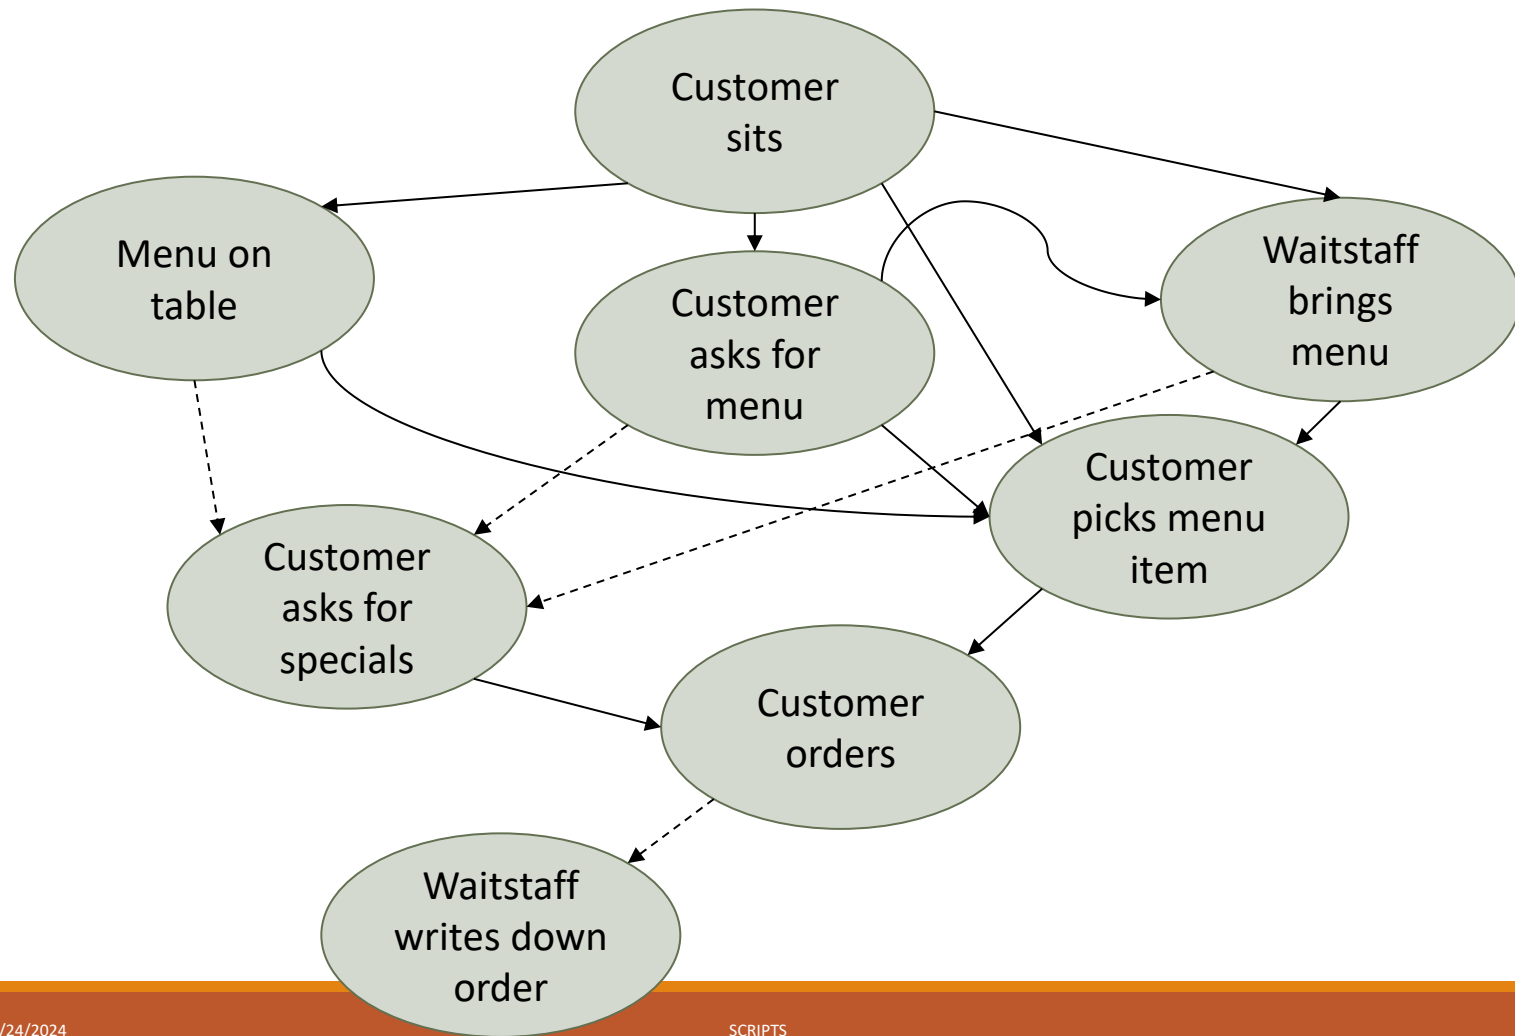 Customer
sits
Menu on
table
Customer
asks for
menu
Waitstaff
brings
menu
Customer
picks menu
item
Customer
asks for
specials
Customer
orders
Waitstaff
writes down
order
/24/2024
SCRIPTS